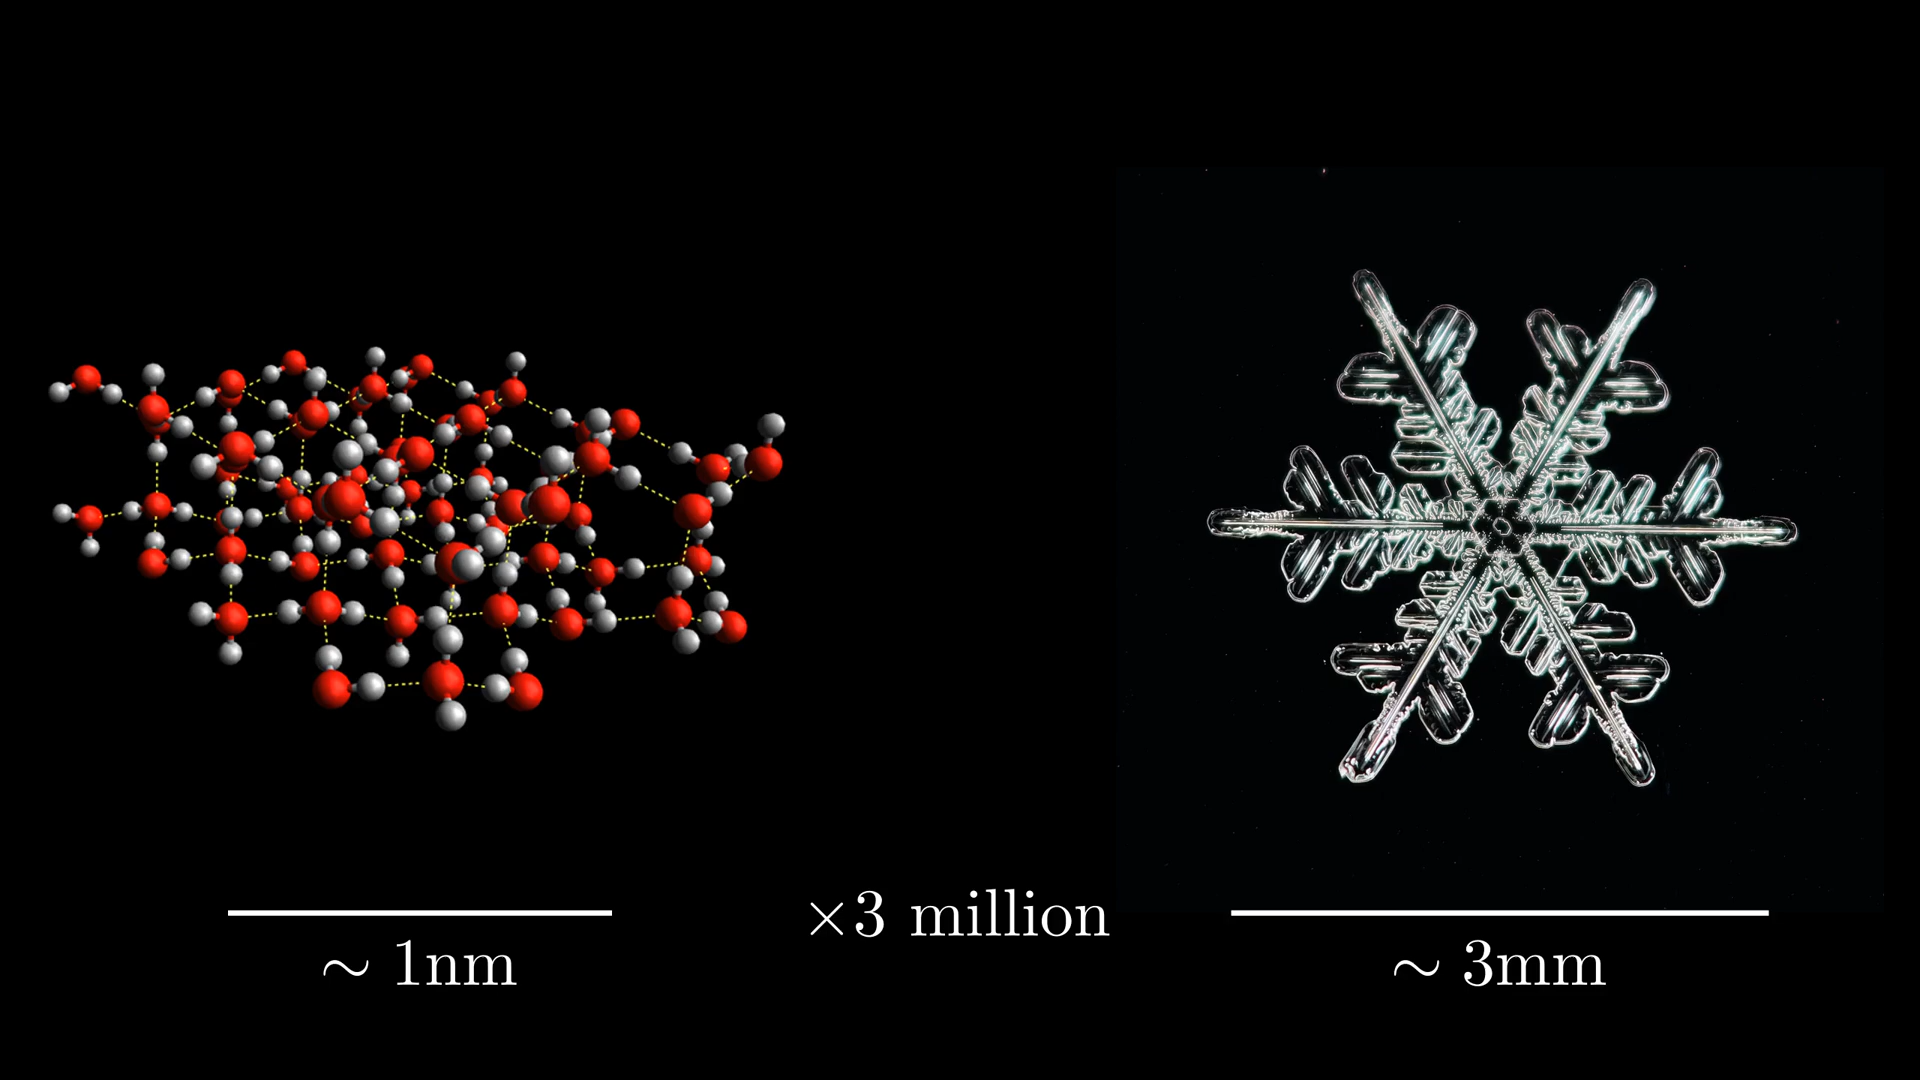 ×3 million
∼ 1nm
∼ 3mm